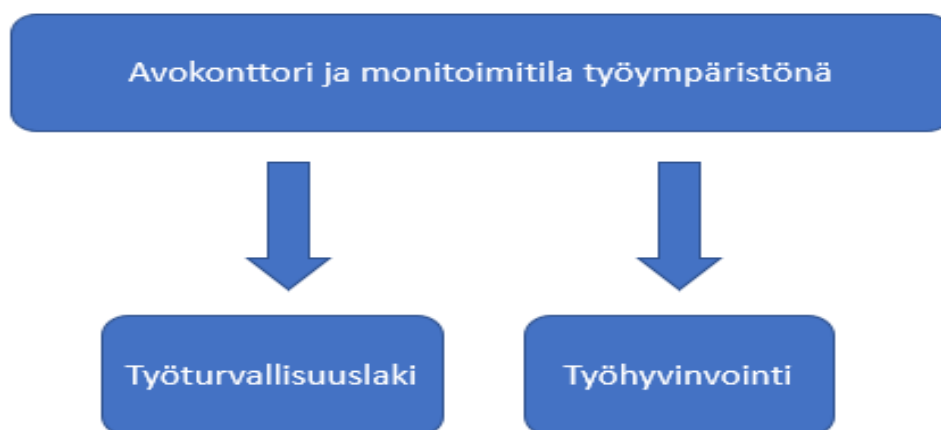 Avokonttori ja monitoimitila työympäristönä
Työturvallisuuslaki
Työhyvinvointi